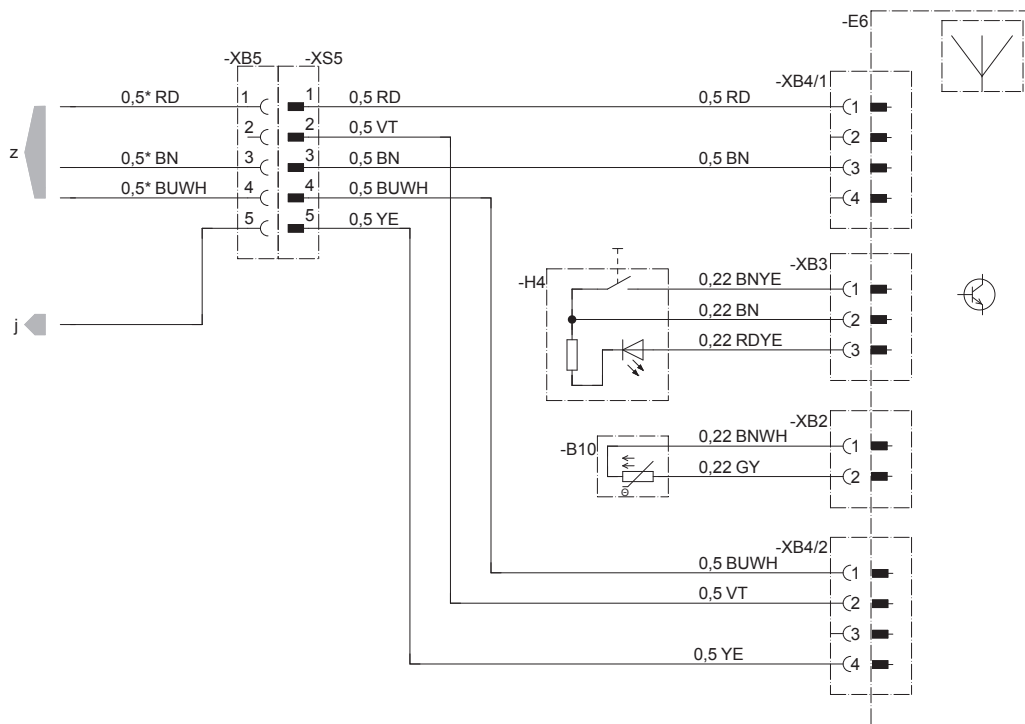 -E6
-XB5 -XS5
-XB4/1
0,5* RD 1 1 0,5 RD 0,5 RD 1
2 2 0,5 VT 2
z 0,5* BN 3 3 0,5 BN 0,5 BN 3
0,5* BUWH 4 4 0,5 BUWH 4
5 5 0,5 YE
-XB3
-H4 0,22 BNYE 1
0,22 BN 2
j 0,22 RDYE 3
-XB2
-B10 0,22 BNWH 1
0,22 GY 2
Θ
-XB4/2
0,5 BUWH 1
0,5 VT 2
3
0,5 YE 4